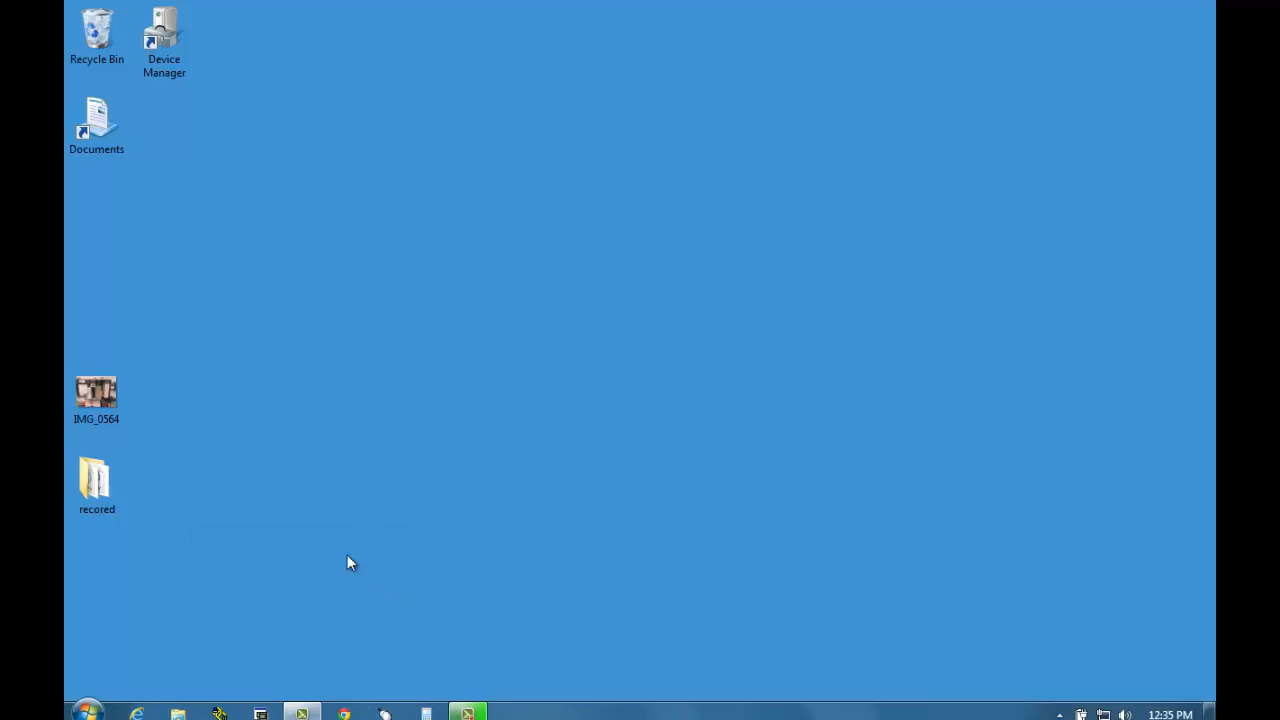 Recycle Bin
Device
Manager
Documents
IMG_0564
recored
12:35 PM